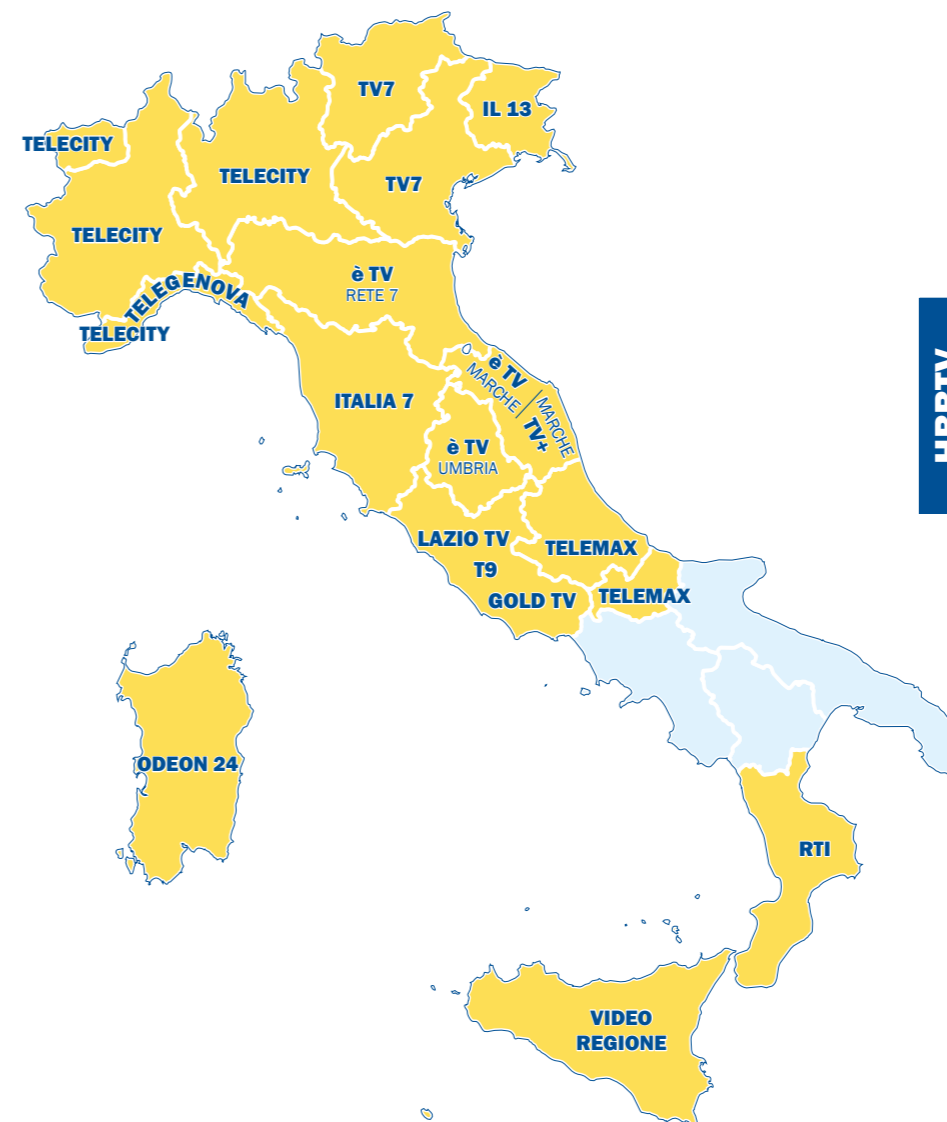 TV7
IL 13
TELECITY
TELECITY
TV7
TELECITY
è TV
RETE 7
TELEGENOVA
TELECITY
è TV
MARCHE
MARCHE
TV+
ITALIA 7
è TV
UMBRIA
LAZIO TV
T9
GOLD TV
TELEMAX
TELEMAX
ODEON 24
RTI
VIDEO
REGIONE